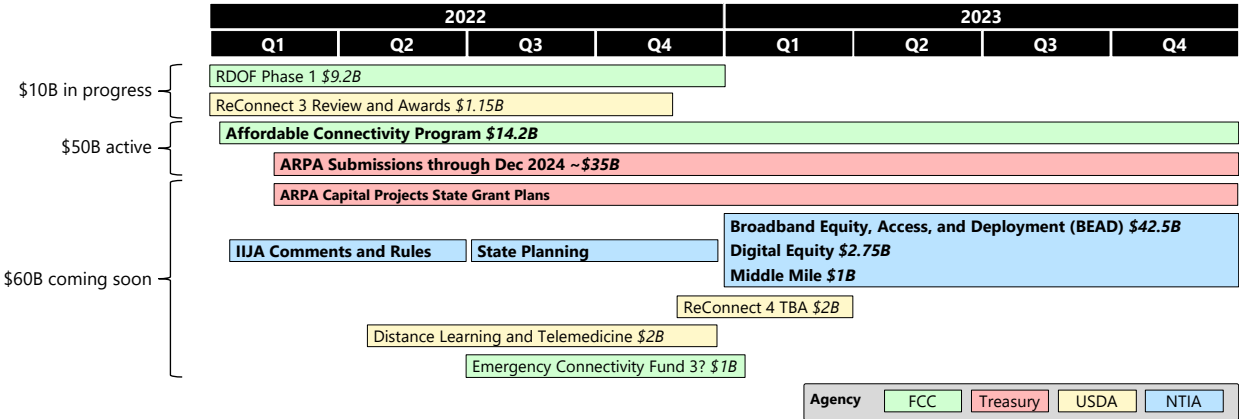 2022 2023
Q1 Q2 Q3 Q4 Q1 Q2 Q3 Q4
$10B in progress
RDOF Phase 1 $9.2B
ReConnect 3 Review and Awards $1.15B
$50B active
Affordable Connectivity Program $14.2B
ARPA Submissions through Dec 2024 ~$35B
$60B coming soon
ARPA Capital Projects State Grant Plans
IIJA Comments and Rules
State Planning
Broadband Equity, Access, and Deployment (BEAD) $42.5B
Digital Equity $2.75B
Middle Mile $1B
ReConnect 4 TBA $2B
Distance Learning and Telemedicine $2B
Emergency Connectivity Fund 3? $1B
Agency FCC Treasury USDA NTIA